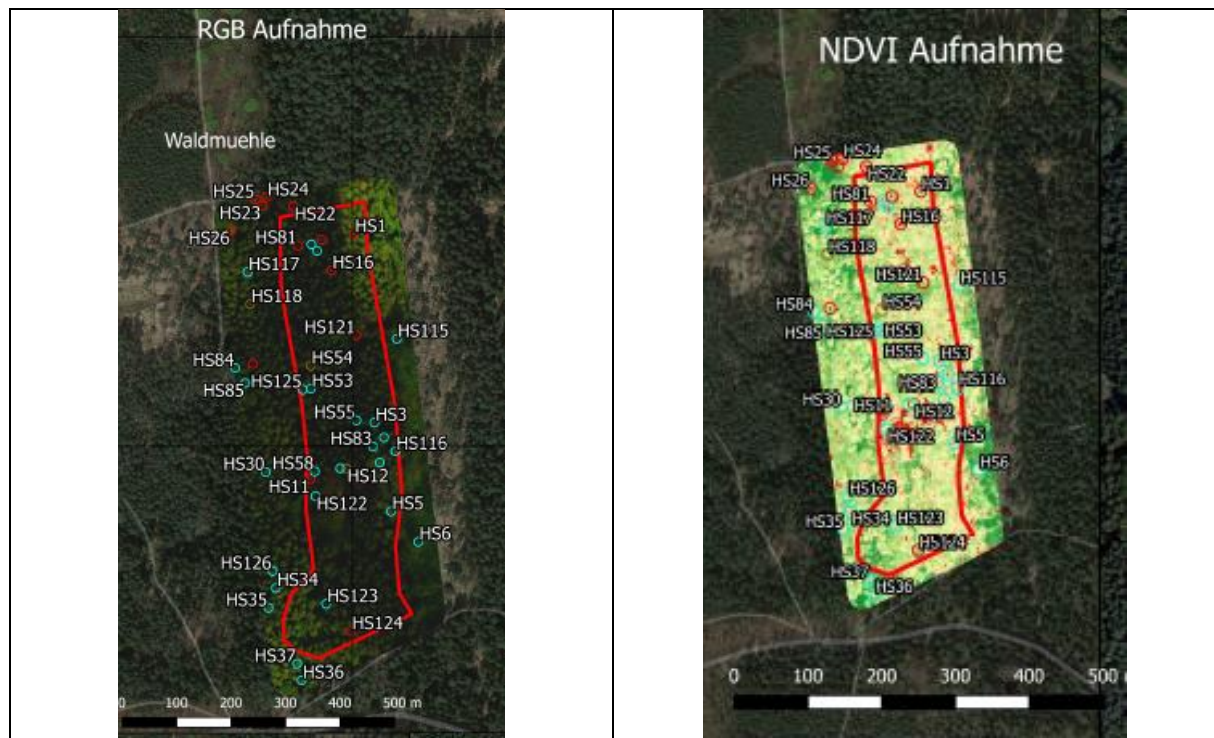 RGB Aufnahme
Waldmuehle
HS25
HS24
HS23
HS22
HS26
HS81
HS1
HS117
HS16
HS118
HS121
HS115
HS84
HS54
HS85
HS125
HS53
HS55
HS3
HS83
HS116
HS30
HS58
HS12
HS11
HS122
HS5
HS6
HS126
HS34
HS35
HS123
HS124
HS37
HS36
0 100 200 300 400 500 m
NDVI Aufnahme
HS25
HS24
HS22
HS26
HS81
HS1
HS117
HS16
HS118
HS121
HS115
HS84
HS54
HS85
HS125
HS53
HS55
HS3
HS83
HS116
HS30
HS11
HS12
HS122
HS5
HS6
HS126
HS35
HS34
HS123
HS124
HS37
HS36
0 100 200 300 400 500 m